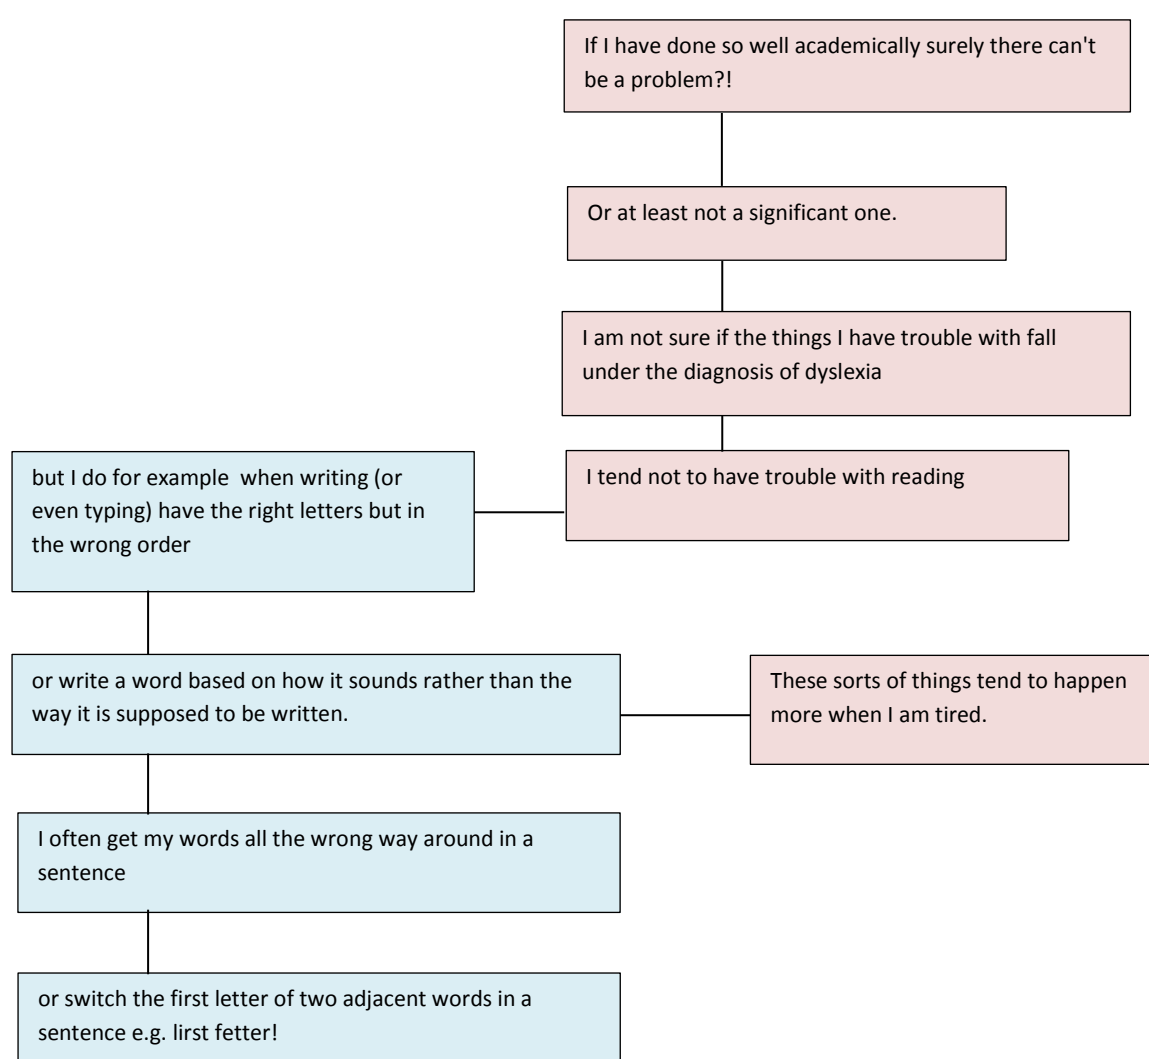 If I have done so well academically surely there can't
be a problem?!
Or at least not a significant one.
I am not sure if the things I have trouble with fall
under the diagnosis of dyslexia
I tend not to have trouble with reading
but I do for example  when writing (or
even typing) have the right letters but in
the wrong order
or write a word based on how it sounds rather than the
way it is supposed to be written.
These sorts of things tend to happen
more when I am tired.
I often get my words all the wrong way around in a
sentence
or switch the first letter of two adjacent words in a
sentence e.g. lirst fetter!